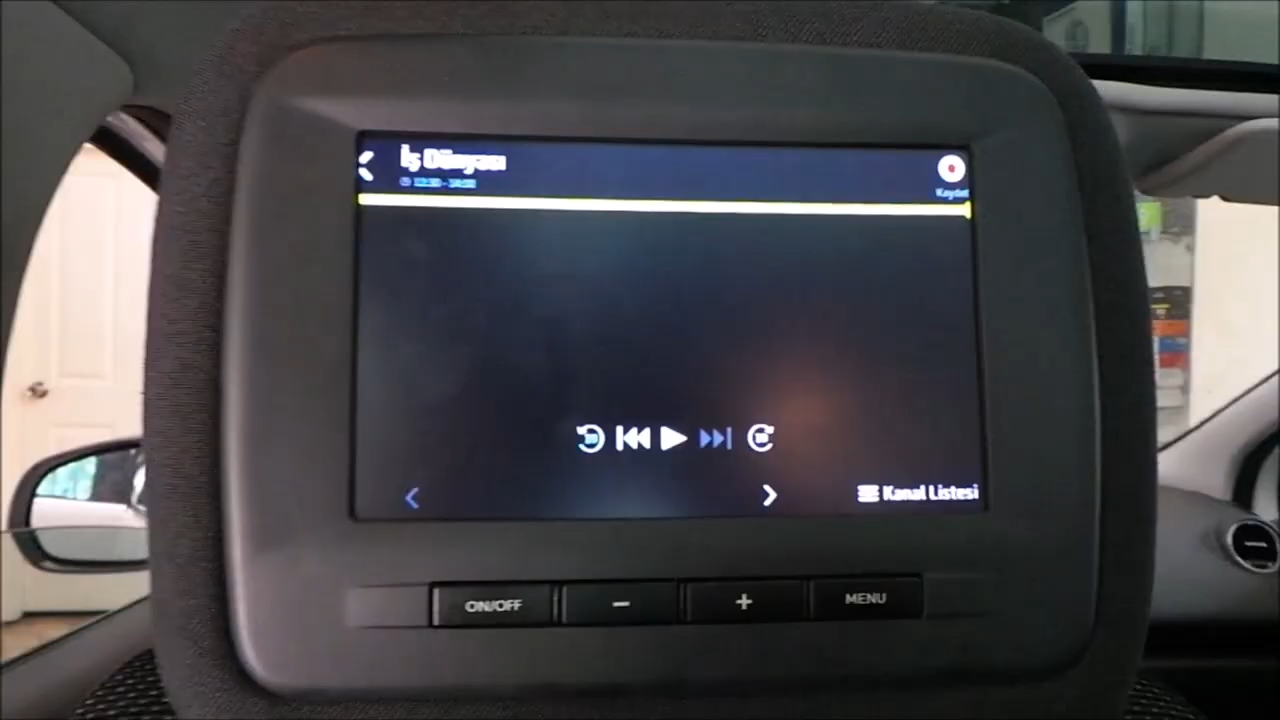 İş Dünyası
Kaydet
Kanal Listesi
ON/OFF
MENU